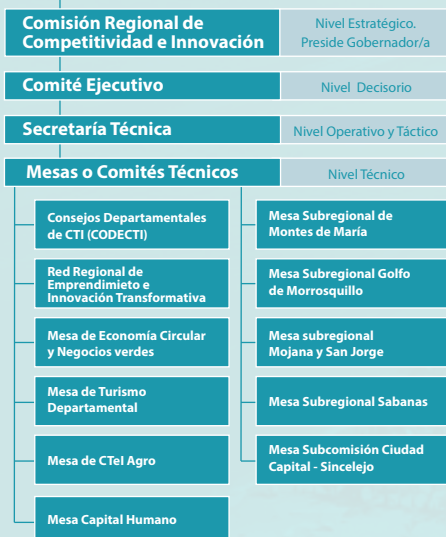 Comisión Regional de
Competitividad e Innovación
Nivel Estratégico.
Preside Gobernador/a
Comité Ejecutivo
Nivel Decisorio
Secretaría Técnica
Nivel Operativo y Táctico
Mesas o Comités Técnicos
Nivel Técnico
Consejos Departamentales
de CTI (CODECTI)
Red Regional de
Emprendimieto e
Innovación Transformativa
Mesa de Economía Circular
y Negocios verdes
Mesa de Turismo
Departamental
Mesa de CTeI Agro
Mesa Capital Humano
Mesa Subregional de
Montes de María
Mesa Subregional Golfo
de Morrosquillo
Mesa subregional
Mojana y San Jorge
Mesa Subregional Sabanas
Mesa Subcomisión Ciudad
Capital - Sincelejo